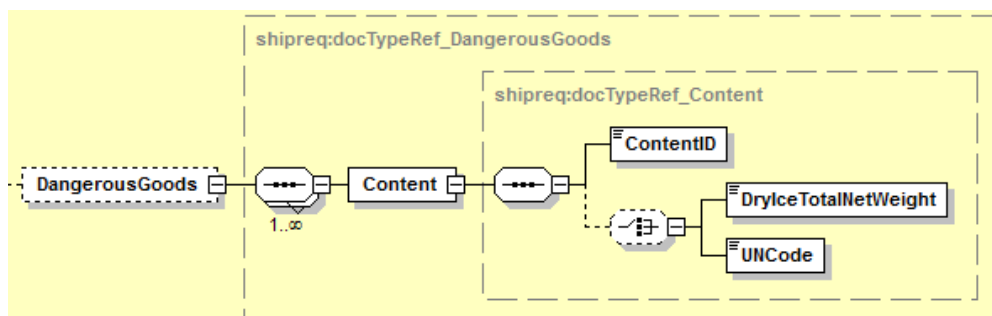 shipreq:docTypeRef_DangerousGoods
shipreq:docTypeRef_Content
ContentID
DangerousGoods
Content
1..∞
DryIceTotalNetWeight
UNCode